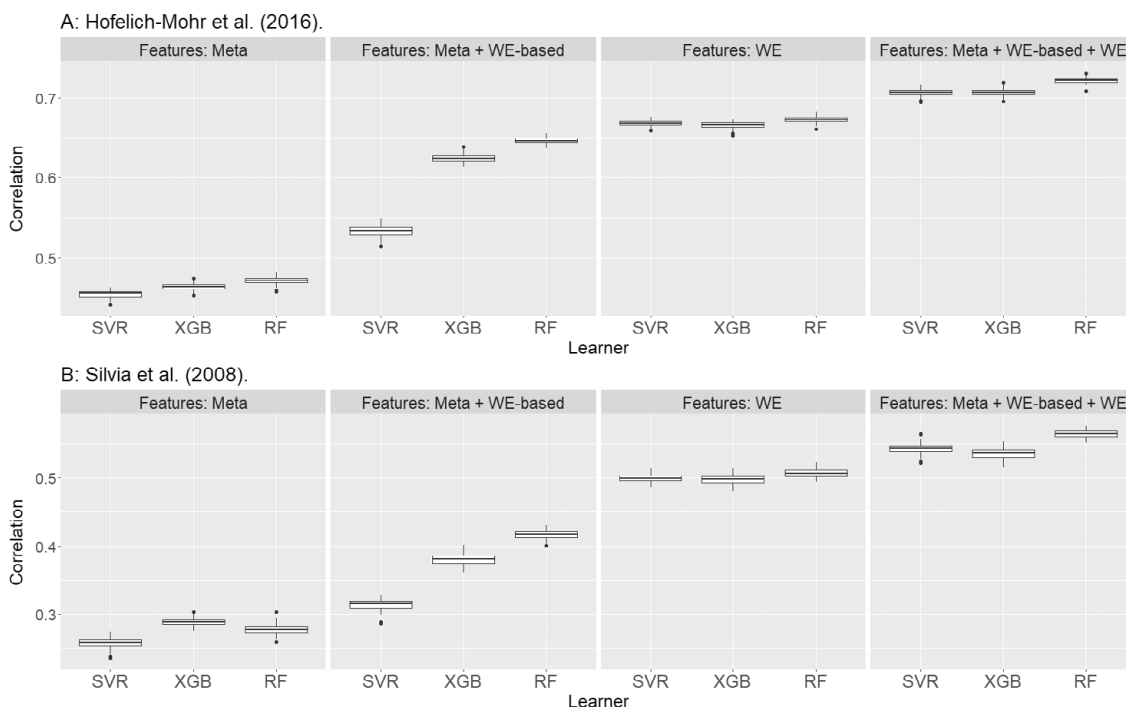 A: Hofelich-Mohr et al. (2016).
Features: Meta
Features: Meta + WE-based
Features: WE
Features: Meta + WE-based + WE
Correlation
0.7
0.6
0.5
SVR XGB RF
SVR XGB RF
SVR XGB RF
SVR XGB RF
Learner
B: Silvia et al. (2008).
Features: Meta
Features: Meta + WE-based
Features: WE
Features: Meta + WE-based + WE
Correlation
0.5
0.4
0.3
SVR XGB RF
SVR XGB RF
SVR XGB RF
SVR XGB RF
Learner